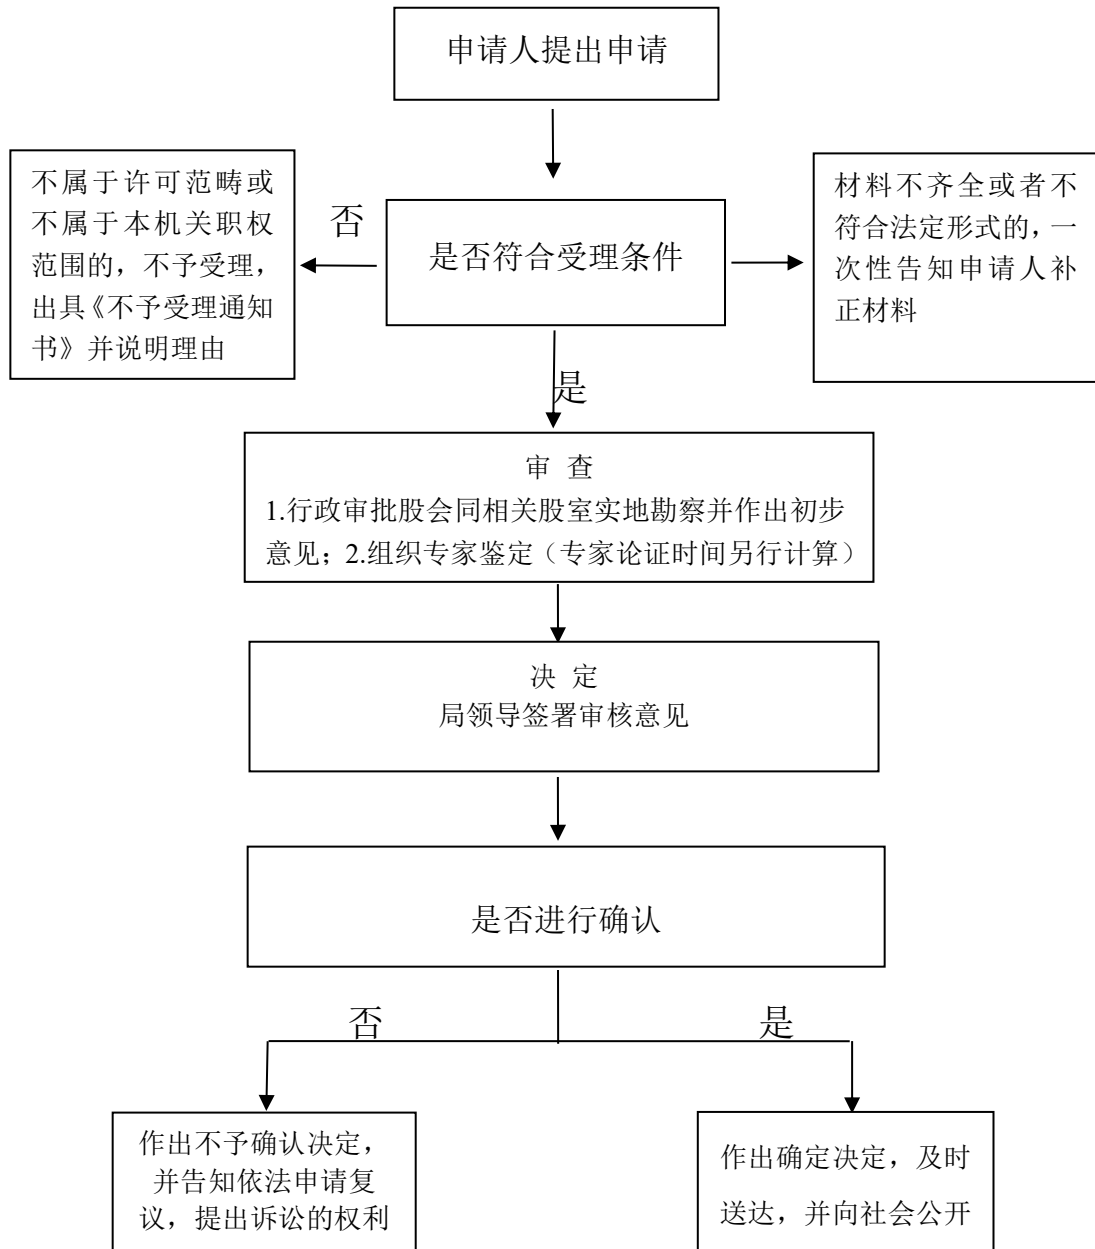 申请人提出申请
不属于许可范畴或
不属于本机关职权
范围的，不予受理，
出具《不予受理通知
书》并说明理由
否
是否符合受理条件
材料不齐全或者不
符合法定形式的，一
次性告知申请人补
正材料
是
审 查
1.行政审批股会同相关股室实地勘察并作出初步
意见；2.组织专家鉴定（专家论证时间另行计算）
决 定
局领导签署审核意见
是否进行确认
否
是
作出不予确认决定，
并告知依法申请复
议，提出诉讼的权利
作出确定决定，及时
送达，并向社会公开